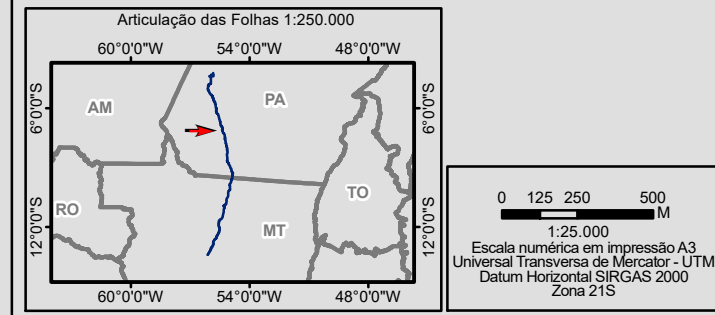 Articulação das Folhas 1:250.000
60°0'0"W 54°0'0"W 48°0'0"W
6°0'0"S
6°0'0"S
AM
PA
RO
TO
MT
12°0'0"S
12°0'0"S
60°0'0"W 54°0'0"W 48°0'0"W
0 125 250 500
M
1:25.000
Escala numérica em impressão A3
Universal Transversa de Mercator - UTM
Datum Horizontal SIRGAS 2000
Zona 21S